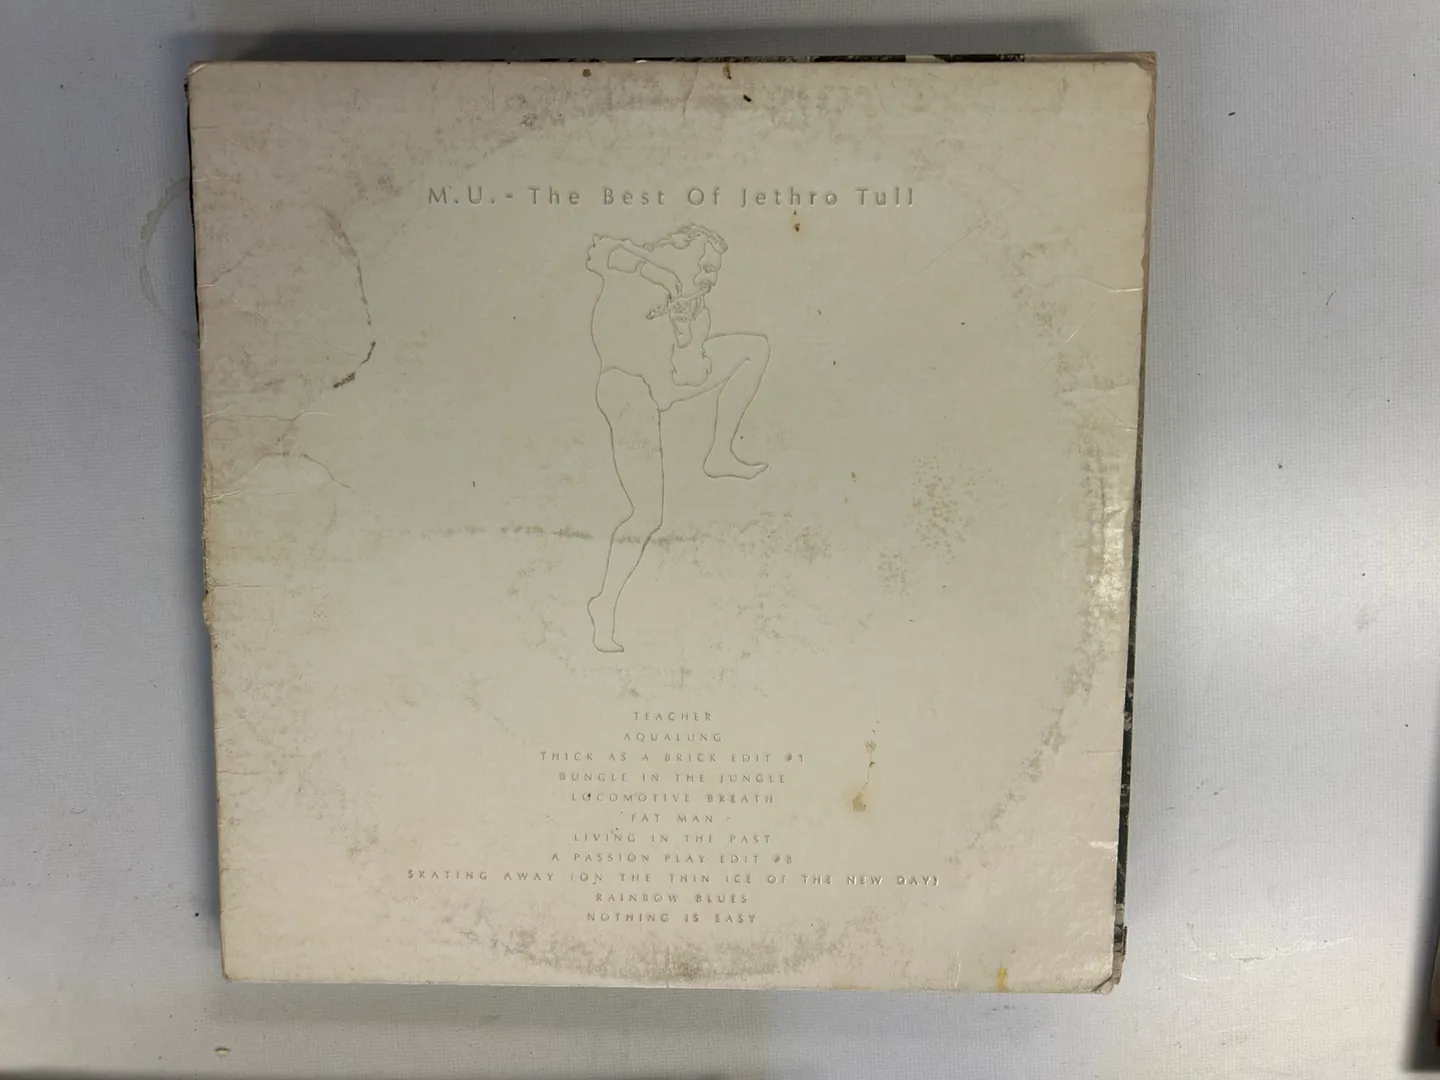 M.U. - The Best Of Jethro Tull
TEACHER
AQUALUNG
THICK AS A BRICK EDIT #1
BUNGLE IN THE JUNGLE
LOCOMOTIVE BREATH
FAT MAN
LIVING IN THE PAST
A PASSION PLAY EDIT #8
SKATING AWAY (ON THE THIN ICE OF THE NEW DAY)
RAINBOW BLUES
NOTHING IS EASY